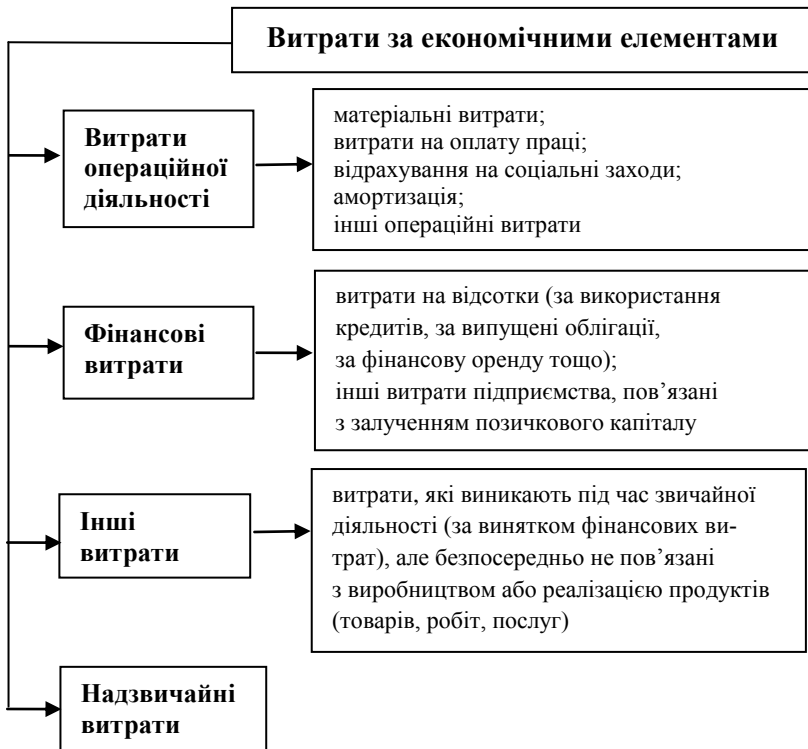 Витрати за економічними елементами
Витрати
операційної
діяльності
матеріальні витрати;
витрати на оплату праці;
відрахування на соціальні заходи;
амортизація;
інші операційні витрати
Фінансові
витрати
витрати на відсотки (за використання
кредитів, за випущені облігації,
за фінансову оренду тощо);
інші витрати підприємства, пов’язані
з залученням позичкового капіталу
Інші
витрати
витрати, які виникають під час звичайної
діяльності (за винятком фінансових ви-
трат), але безпосередньо не пов’язані
з виробництвом або реалізацією продуктів
(товарів, робіт, послуг)
Надзвичайні
витрати